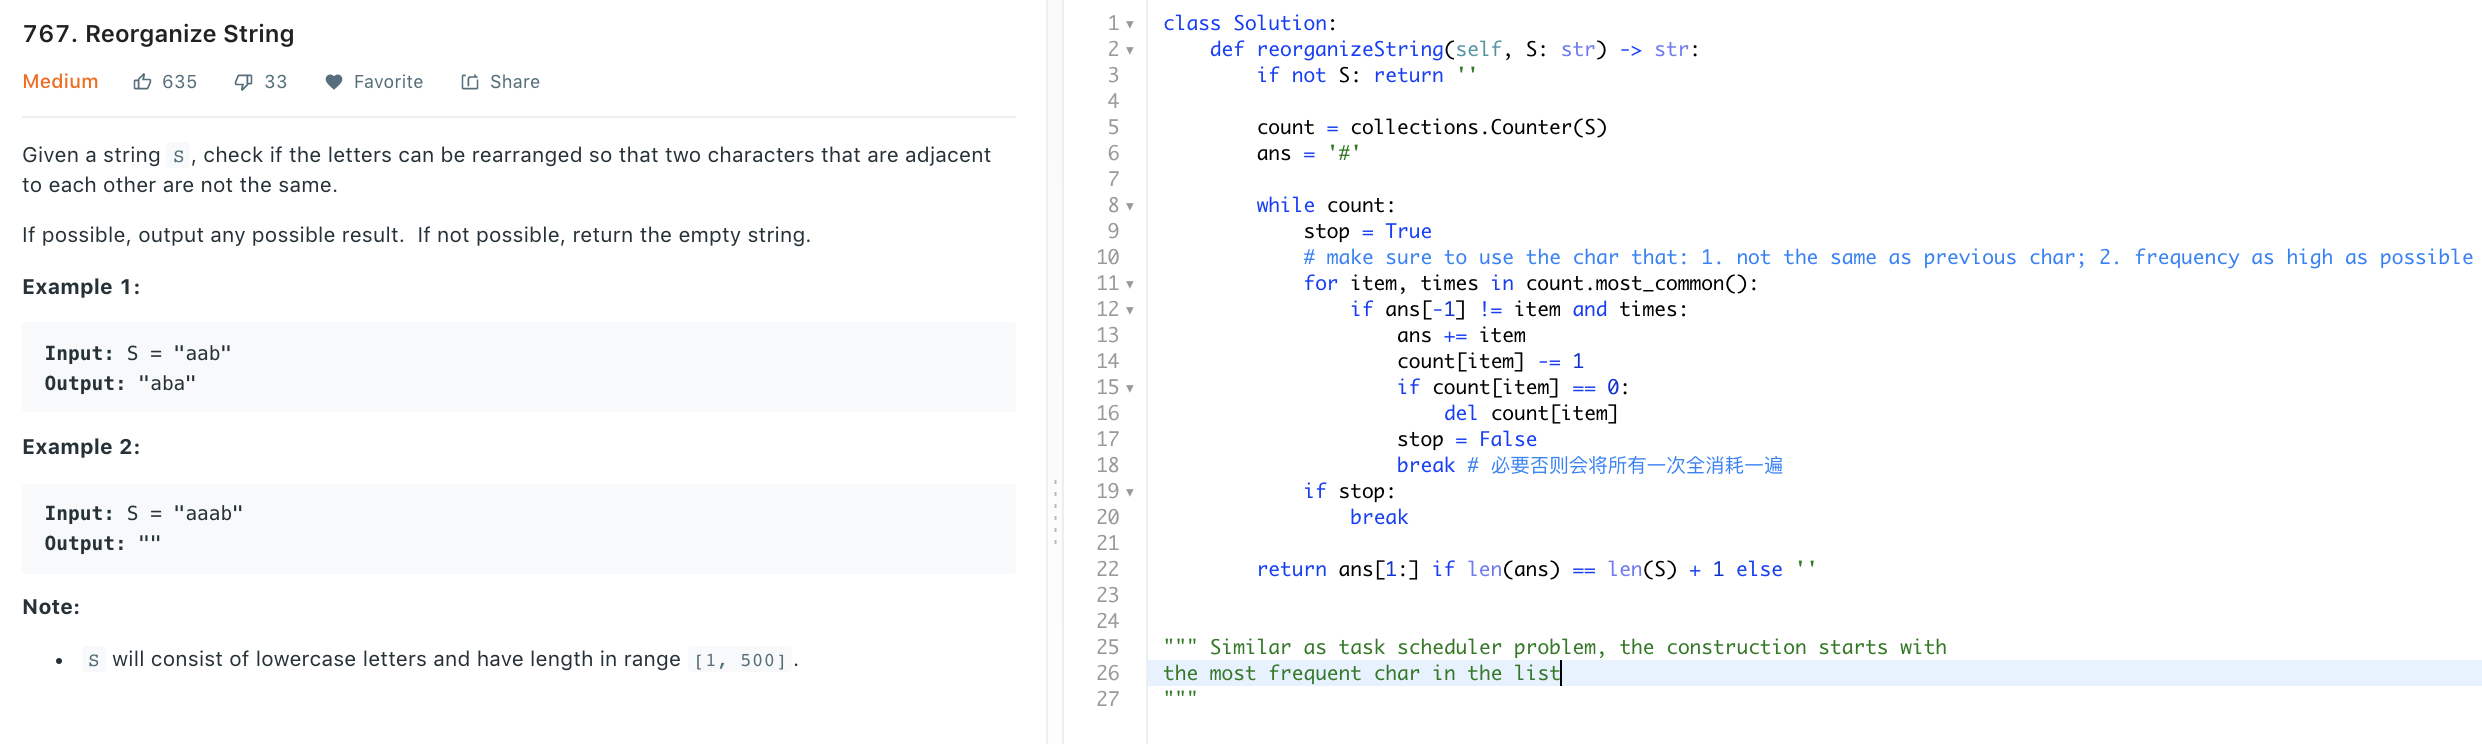 767. Reorganize String
Medium 635 33 Favorite Share
Given a string S, check if the letters can be rearranged so that two characters that are adjacent
to each other are not the same.
If possible, output any possible result.  If not possible, return the empty string.
Example 1:
Input: S = "aab"
Output: "aba"
Example 2:
Input: S = "aaab"
Output: ""
Note:
• S will consist of lowercase letters and have length in range [1, 500].
1 class Solution:
2     def reorganizeString(self, S: str) -> str:
3         if not S: return ''
4
5         count = collections.Counter(S)
6         ans = '#'
7
8         while count:
9             stop = True
10             # make sure to use the char that: 1. not the same as previous char; 2. frequency as high as possible
11             for item, times in count.most_common():
12                 if ans[-1] != item and times:
13                     ans += item
14                     count[item] -= 1
15                     if count[item] == 0:
16                         del count[item]
17                     stop = False
18                     break # 必要否则会将所有一次全消耗一遍
19             if stop:
20                 break
21
22         return ans[1:] if len(ans) == len(S) + 1 else ''
23
24
25 """ Similar as task scheduler problem, the construction starts with
26 the most frequent char in the list
27 """